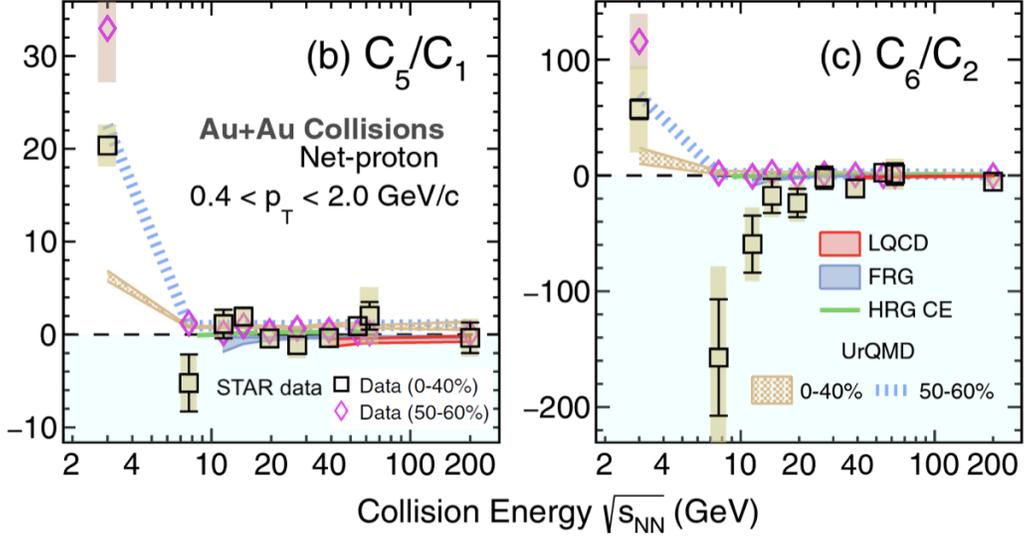 (b) C5/C1
Au+Au Collisions
Net-proton
0.4 < pT < 2.0 GeV/c
30
20
10
0
−10
STAR data
Data (0-40%)
Data (50-60%)
2 4 10 20 40 100 200
(c) C6/C2
100
0
−100
−200
LQCD
FRG
HRG CE
UrQMD
0-40% 50-60%
2 4 10 20 40 100 200
Collision Energy √sNN (GeV)